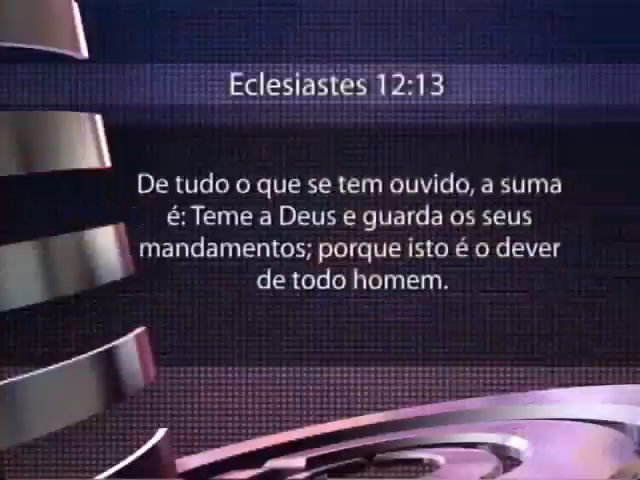 Eclesiastes 12:13
De tudo o que se tem ouvido, a suma
é: Teme a Deus e guarda os seus
mandamentos; porque isto é o dever
de todo homem.